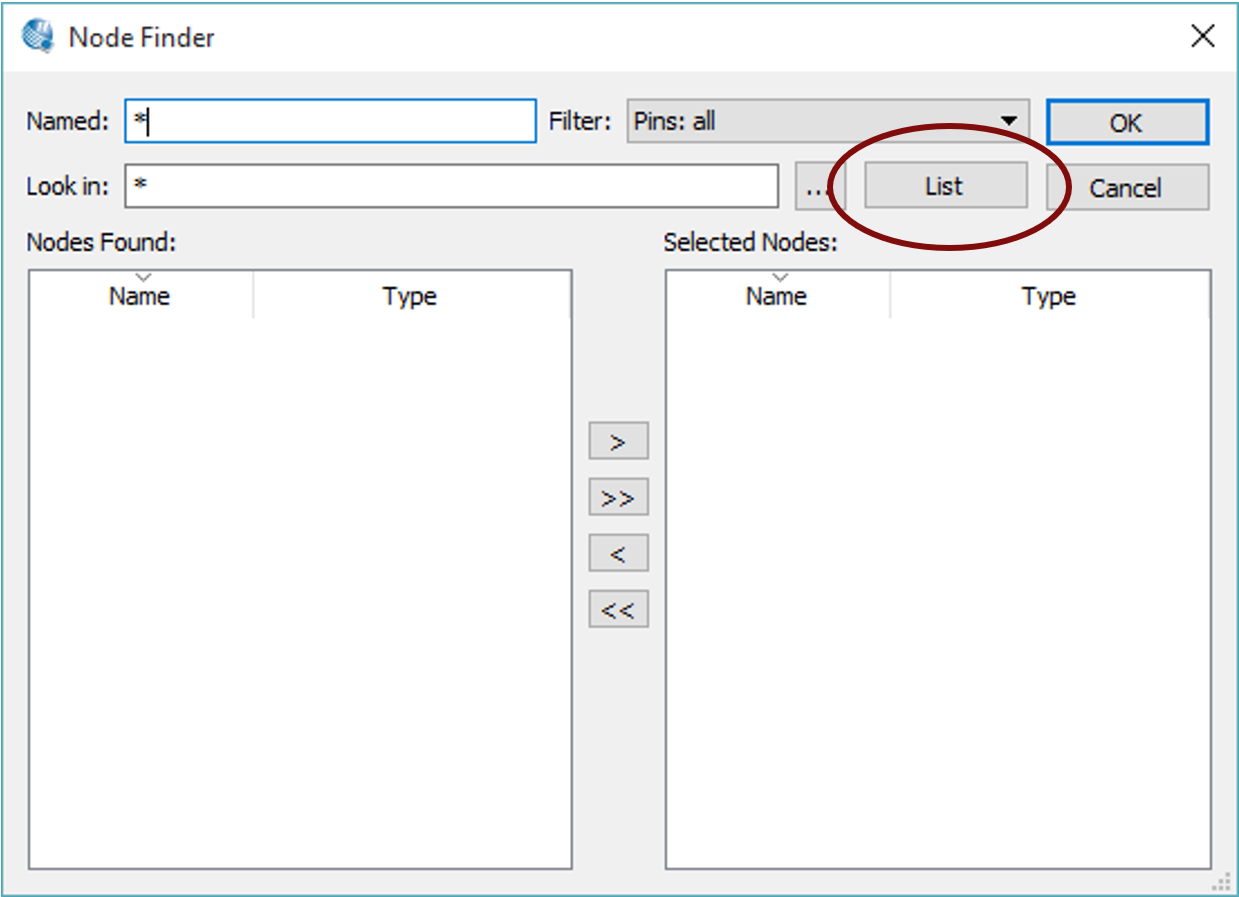 Node Finder
Named: * Filter: Pins: all OK
Look in: * ... List Cancel
Nodes Found: Selected Nodes:
Name Type Name Type
>
>>
<
<<